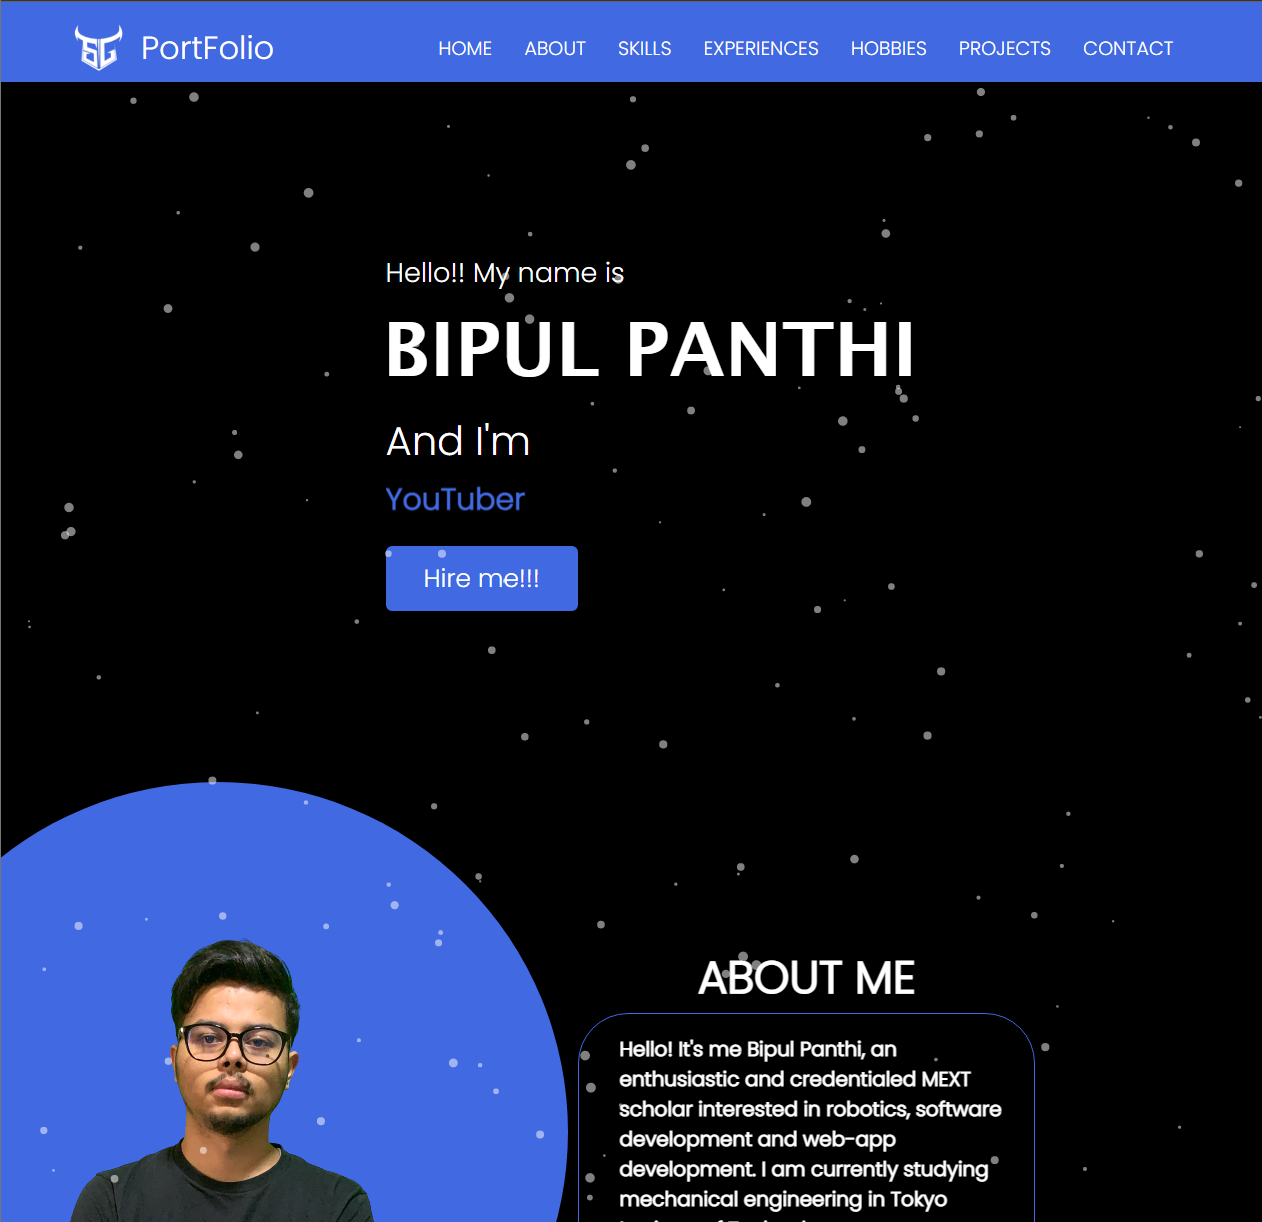 SG PortFolio HOME ABOUT SKILLS EXPERIENCES HOBBIES PROJECTS CONTACT
Hello!! My name is
BIPUL PANTHI
And I'm
YouTuber
Hire me!!!
ABOUT ME
Hello! It's me Bipul Panthi, an
enthusiastic and credentialed MEXT
scholar interested in robotics, software
development and web-app
development. I am currently studying
mechanical engineering in Tokyo